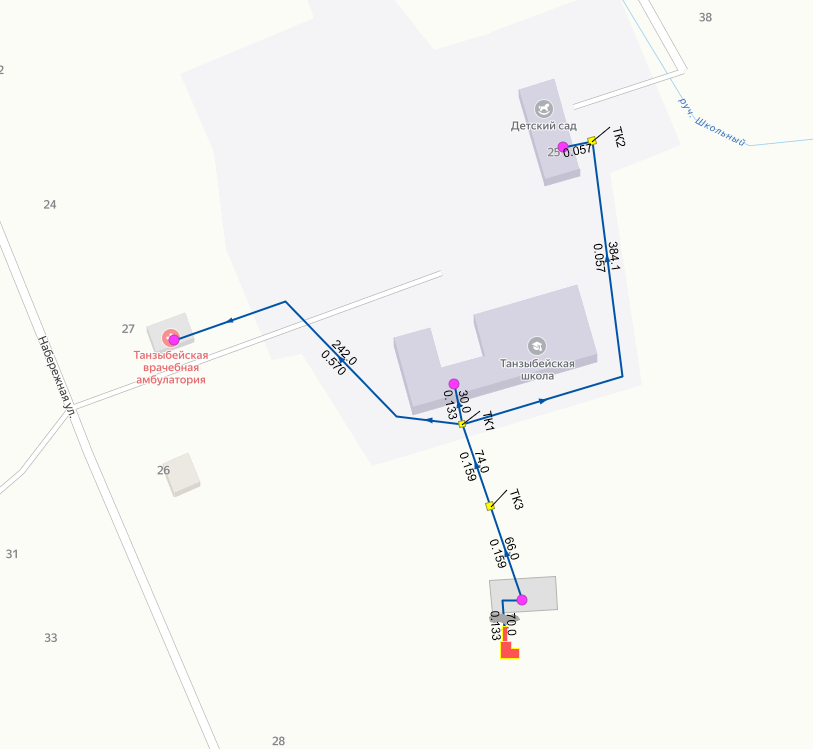 38
2
Детский сад
руч. Школьный
ТК2
25
0.057
24
384.1
0.057
27
Танзыбейская
врачебная
амбулатория
242.0
0.570
Танзыбейская
школа
Набережная ул.
30.0
0.133
ТК1
74.0
0.159
26
ТК3
66.0
0.159
31
70.0
0.133
33
28